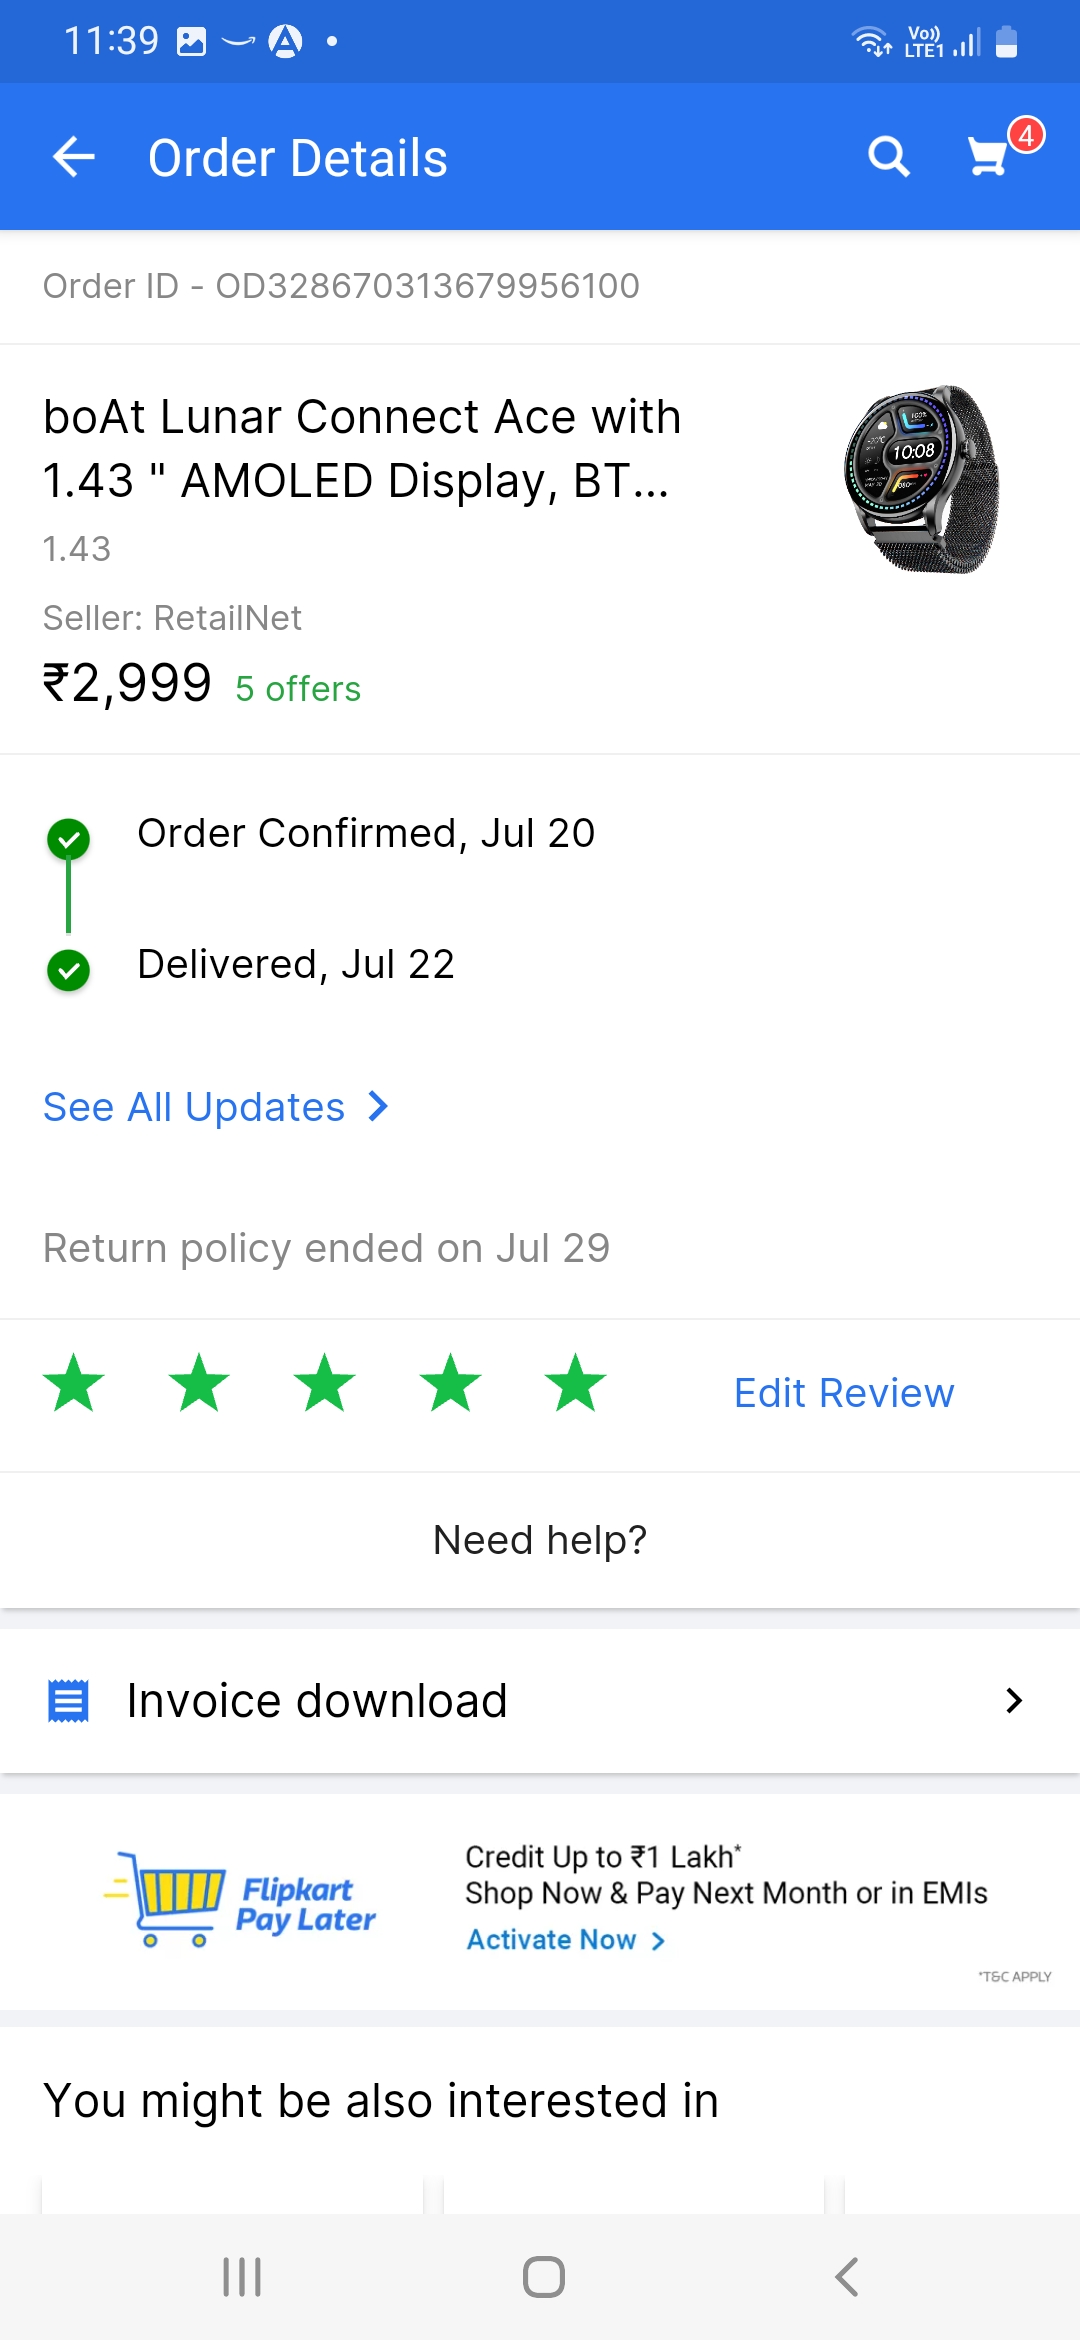 11:39
Vo))
LTE1
Order Details
4
Order ID - OD328670313679956100
boAt Lunar Connect Ace with
1.43 " AMOLED Display, BT...
10:08
1.43
Seller: RetailNet
₹2,999 5 offers
Order Confirmed, Jul 20
Delivered, Jul 22
See All Updates
Return policy ended on Jul 29
Edit Review
Need help?
Invoice download
Flipkart
Pay Later
Credit Up to ₹1 Lakh*
Shop Now & Pay Next Month or in EMIs
Activate Now
*T&C APPLY
You might be also interested in